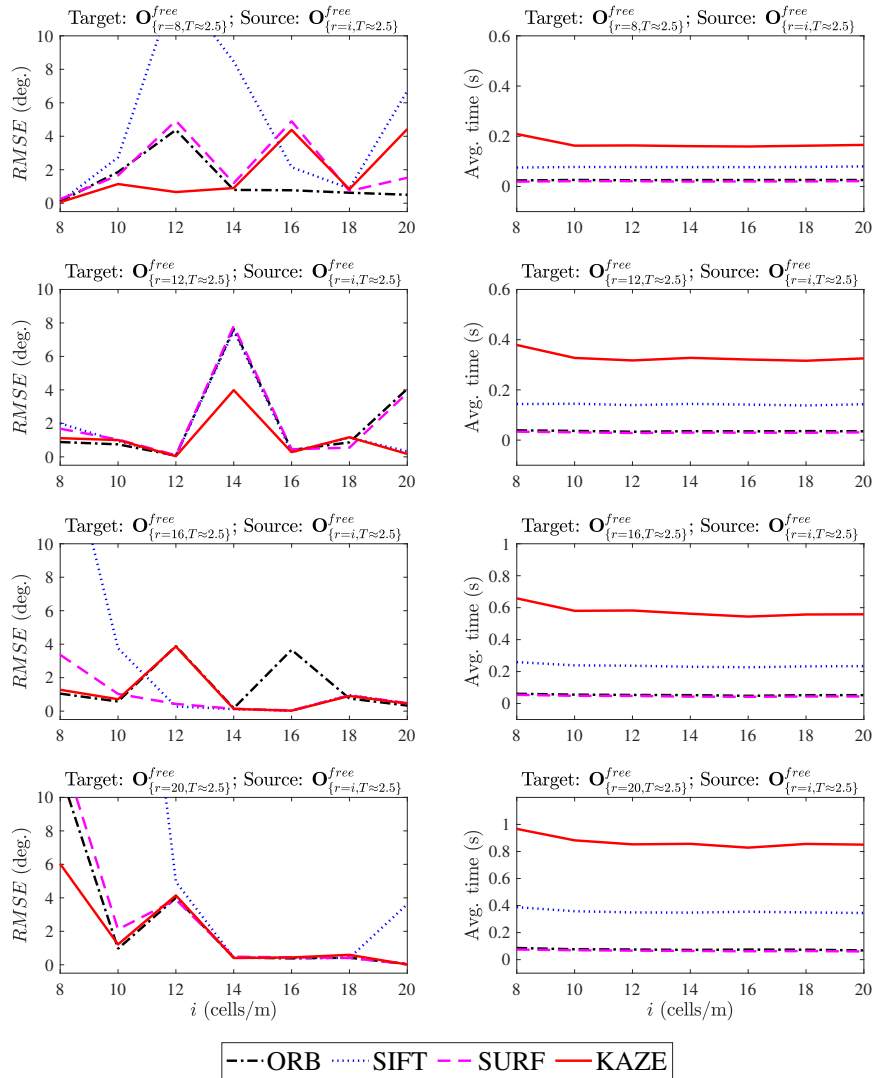 Target: O^{free}_{\{r=8,T≈2.5\}}; Source: O^{free}_{\{r=i,T≈2.5\}}
RMSE (deg.)
10
8
6
4
2
0
8 10 12 14 16 18 20
Target: O^{free}_{\{r=8,T≈2.5\}}; Source: O^{free}_{\{r=i,T≈2.5\}}
Avg. time (s)
0.6
0.4
0.2
0
8 10 12 14 16 18 20
Target: O^{free}_{\{r=12,T≈2.5\}}; Source: O^{free}_{\{r=i,T≈2.5\}}
RMSE (deg.)
10
8
6
4
2
0
8 10 12 14 16 18 20
Target: O^{free}_{\{r=12,T≈2.5\}}; Source: O^{free}_{\{r=i,T≈2.5\}}
Avg. time (s)
0.6
0.4
0.2
0
8 10 12 14 16 18 20
Target: O^{free}_{\{r=16,T≈2.5\}}; Source: O^{free}_{\{r=i,T≈2.5\}}
RMSE (deg.)
10
8
6
4
2
0
8 10 12 14 16 18 20
Target: O^{free}_{\{r=16,T≈2.5\}}; Source: O^{free}_{\{r=i,T≈2.5\}}
Avg. time (s)
1
0.8
0.6
0.4
0.2
0
8 10 12 14 16 18 20
Target: O^{free}_{\{r=20,T≈2.5\}}; Source: O^{free}_{\{r=i,T≈2.5\}}
RMSE (deg.)
10
8
6
4
2
0
8 10 12 14 16 18 20
i (cells/m)
Target: O^{free}_{\{r=20,T≈2.5\}}; Source: O^{free}_{\{r=i,T≈2.5\}}
Avg. time (s)
1
0.8
0.6
0.4
0.2
0
8 10 12 14 16 18 20
i (cells/m)
ORB SIFT SURF KAZE